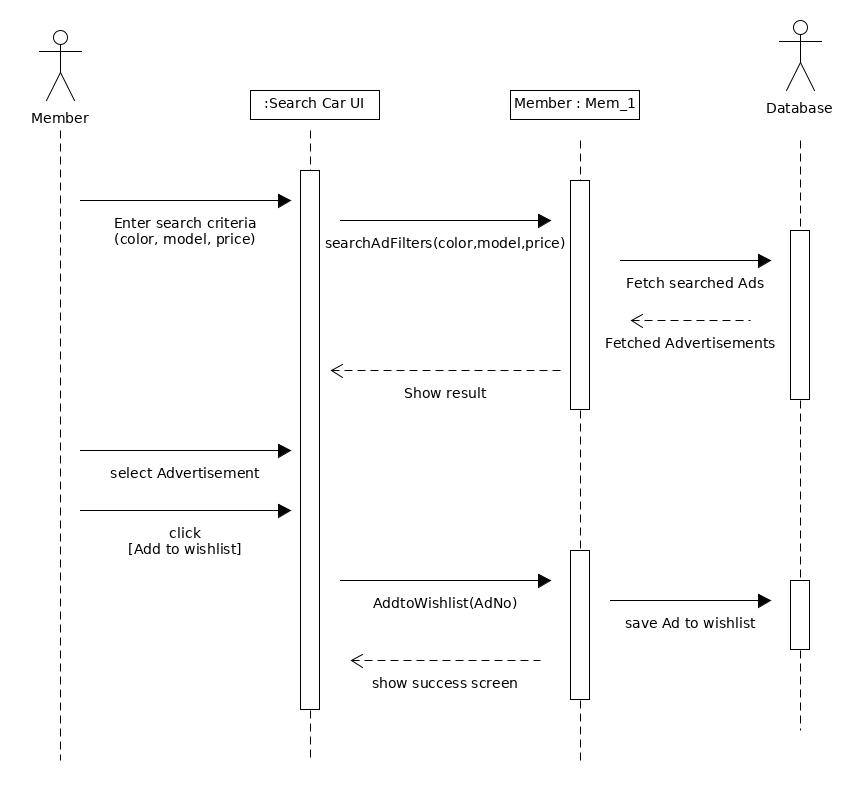 Member
:Search Car UI
Member : Mem_1
Database
Enter search criteria
(color, model, price)
searchAdFilters(color,model,price)
Fetch searched Ads
Fetched Advertisements
Show result
select Advertisement
click
[Add to wishlist]
AddtoWishlist(AdNo)
save Ad to wishlist
show success screen